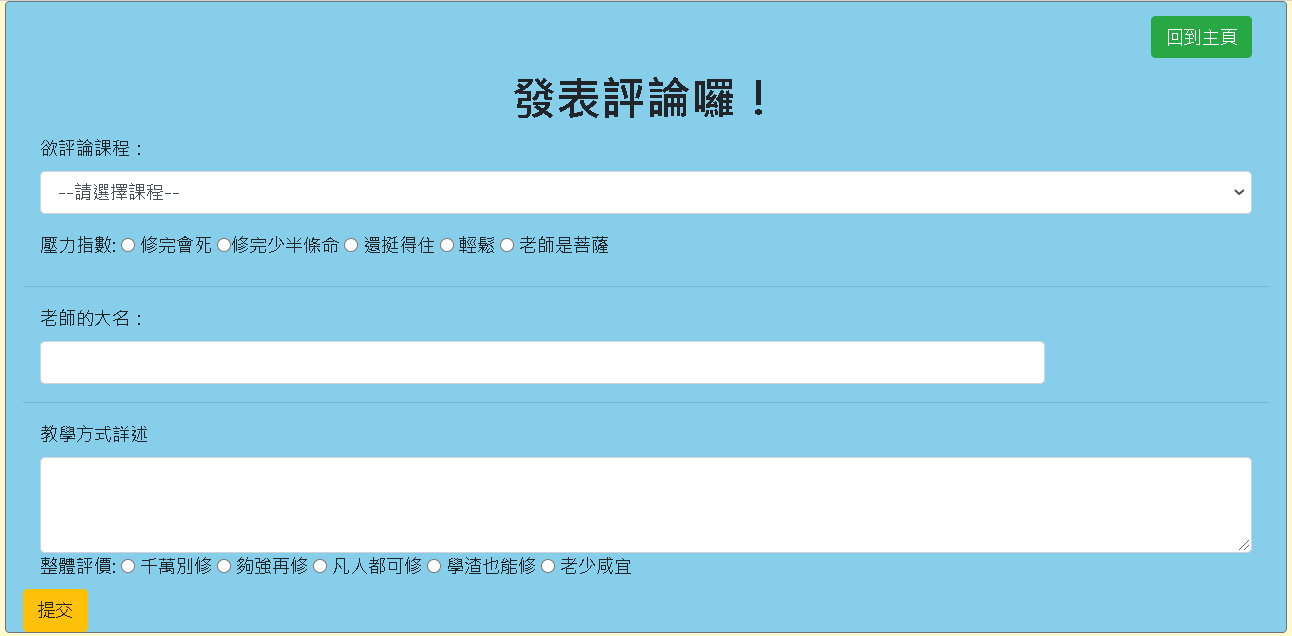 回到主頁
發表評論囉！
欲評論課程：
--請選擇課程--
壓力指數: 修完會死 修完少半條命 還挺得住 輕鬆 老師是菩薩
老師的大名：
教學方式詳述
整體評價: 千萬別修 夠強再修 凡人都可修 學渣也能修 老少咸宜
提交